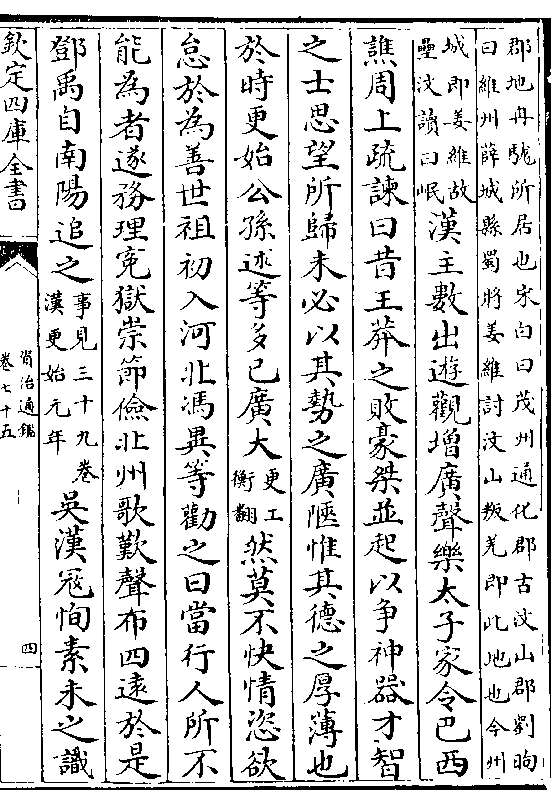 郡地冉駹所居也宋白曰茂州通化郡古汶山郡劉昫
曰維州薛城縣蜀將姜維討汶山叛羌即此地也今州
城即姜維故
壘汶讀曰岷
漢主數出遊觀增廣聲樂太子家令巴西
譙周上疏諫曰昔王莽之敗豪桀並起以争神器才智
之士思望所歸未必以其勢之廣陿惟其德之厚薄也
於時更始公孫述等多已廣大
更工
衡翻
然莫不快情恣欲
怠於為善世祖初入河北馮異等勸之曰當行人所不
能為者遂務理寃獄崇節儉北州歌歎聲布四遠於是
鄧禹自南陽追之
事見三十九卷
漢更始元年
吳漢冦恂素未之識
欽定四庫全書
資治通鑑
卷七十五
四